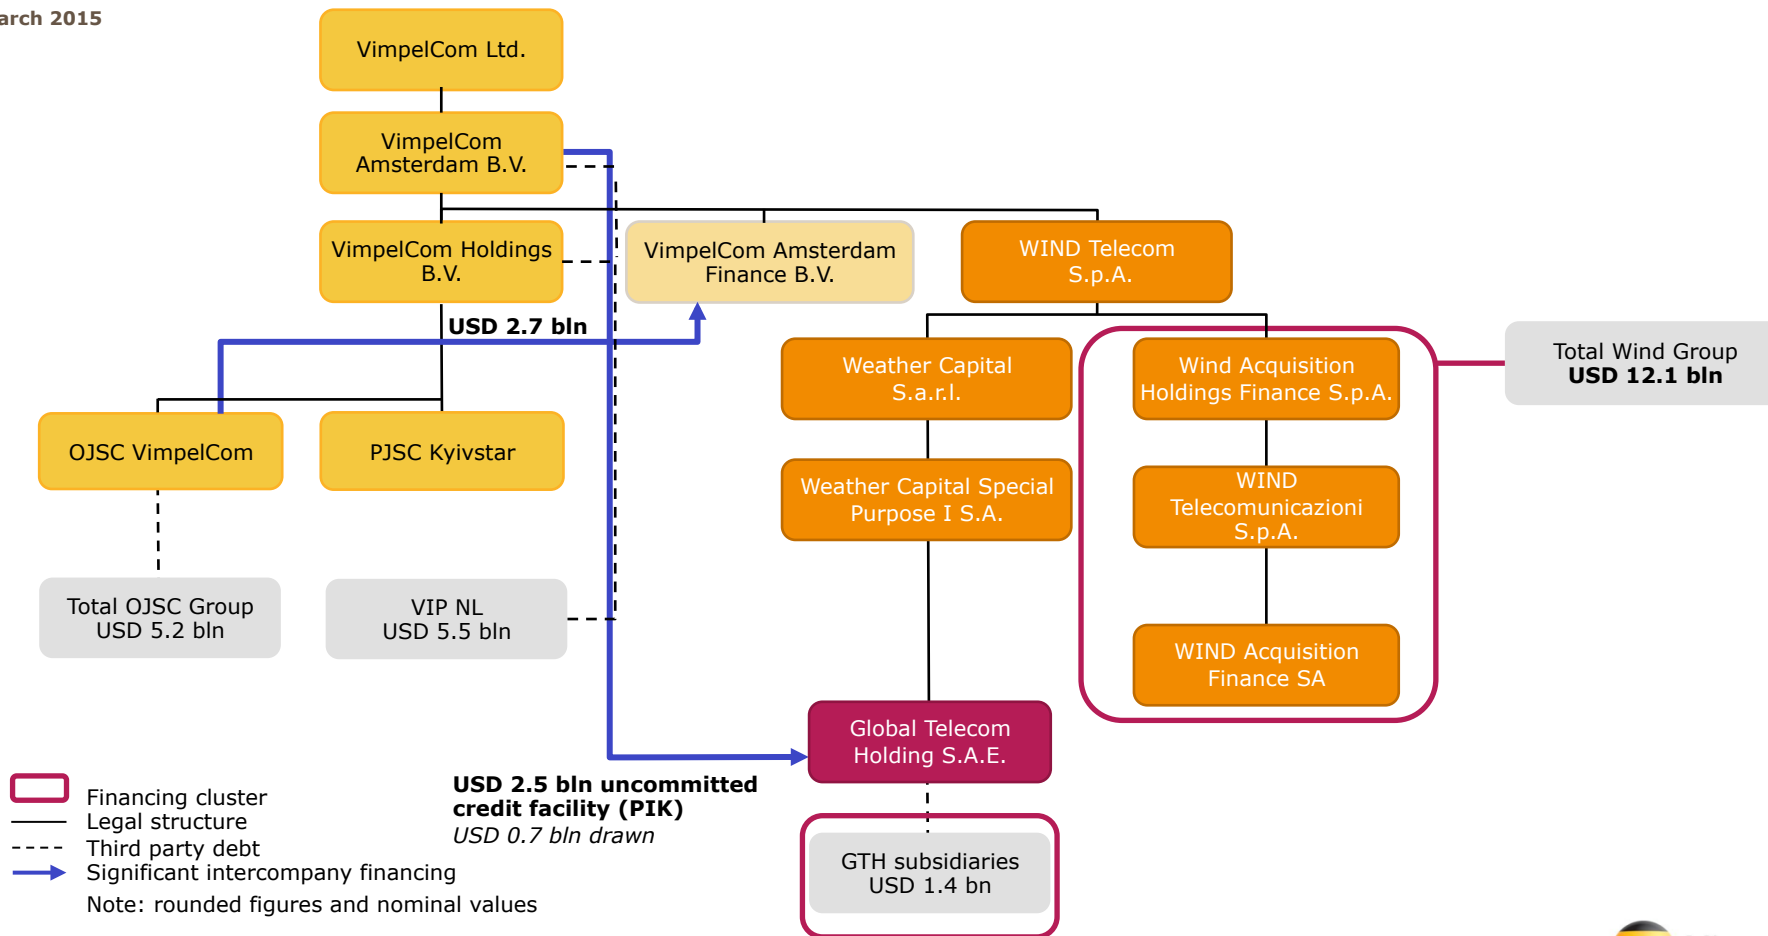 March 2015
VimpelCom Ltd.
VimpelCom
Amsterdam B.V.
VimpelCom Holdings
B.V.
VimpelCom Amsterdam
Finance B.V.
WIND Telecom
S.p.A.
USD 2.7 bln
Weather Capital
S.a.r.l.
Wind Acquisition
Holdings Finance S.p.A.
Total Wind Group
USD 12.1 bln
OJSC VimpelCom
PJSC Kyivstar
Weather Capital Special
Purpose I S.A.
WIND
Telecomunicazioni
S.p.A.
Total OJSC Group
USD 5.2 bln
VIP NL
USD 5.5 bln
WIND Acquisition
Finance SA
Global Telecom
Holding S.A.E.
USD 2.5 bln uncommitted
credit facility (PIK)
USD 0.7 bln drawn
GTH subsidiaries
USD 1.4 bn
Financing cluster
Legal structure
Third party debt
Significant intercompany financing
Note: rounded figures and nominal values